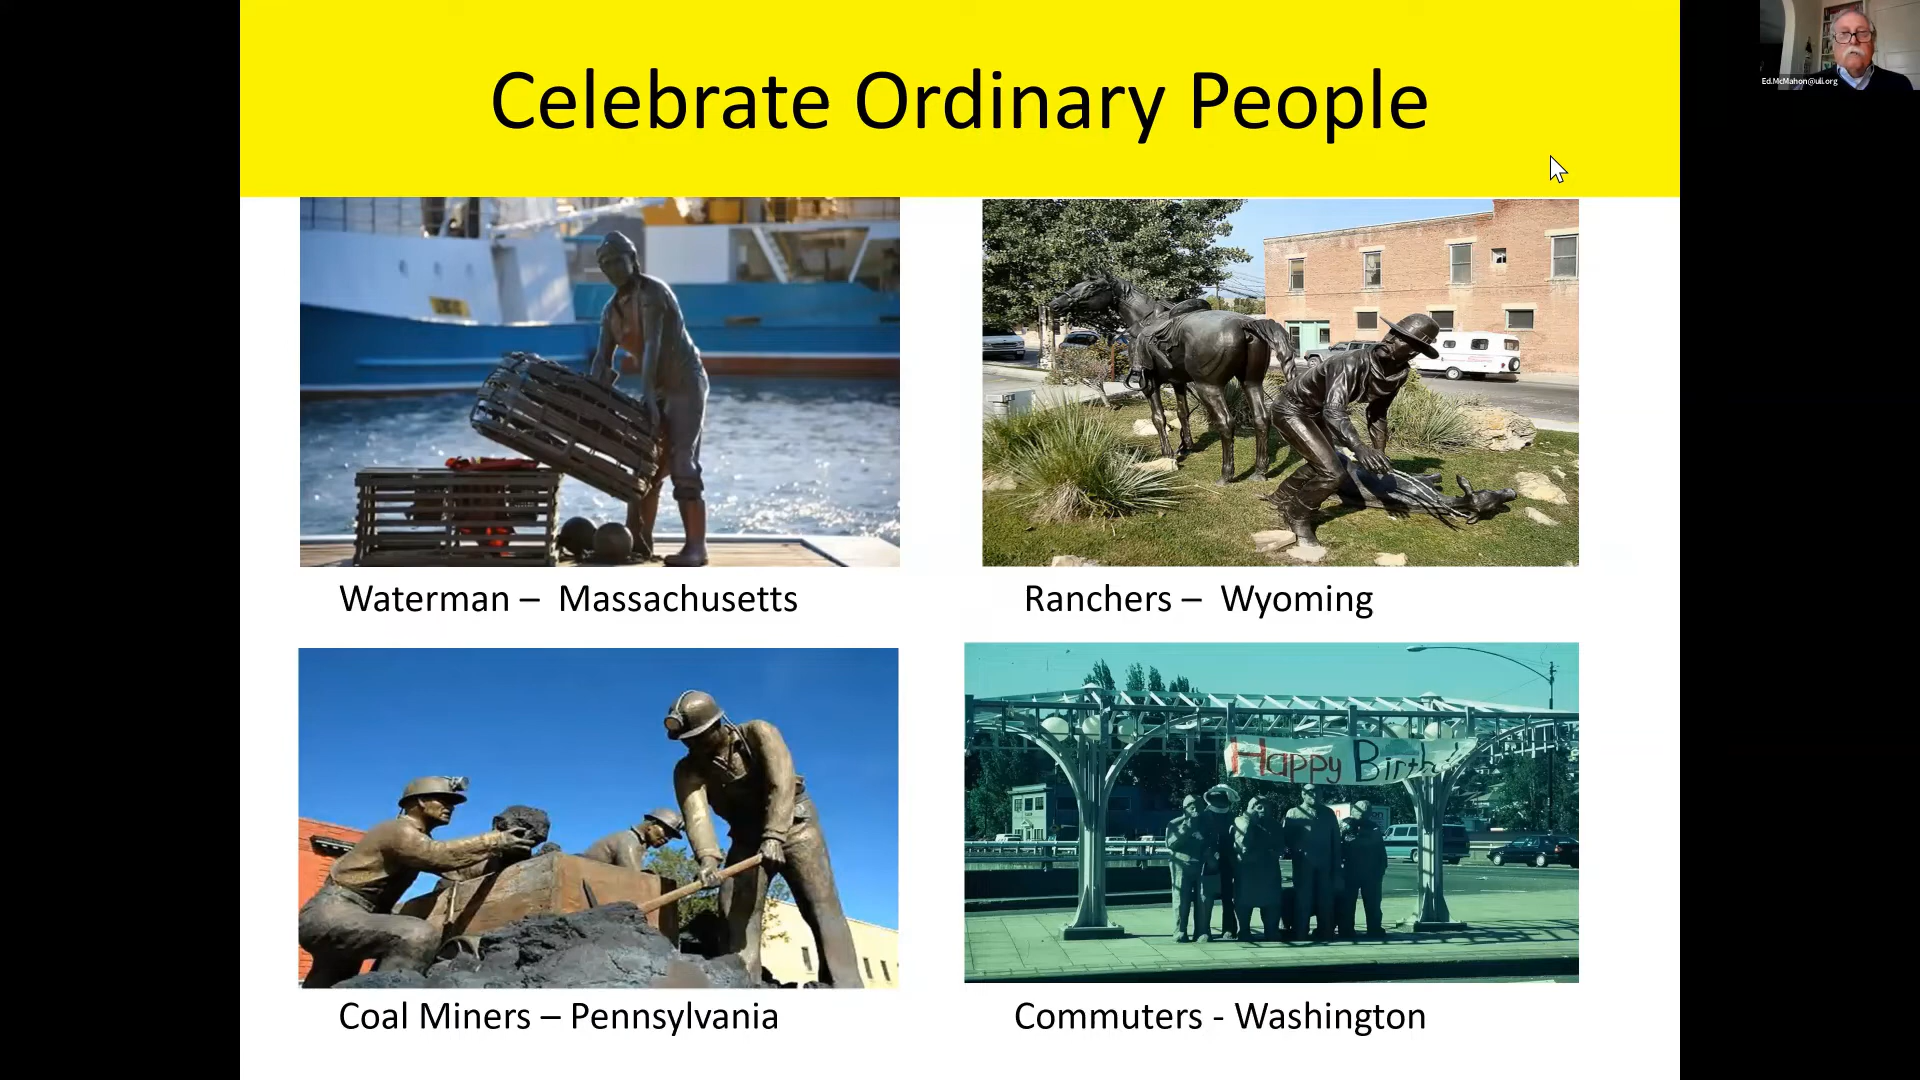 Celebrate Ordinary People
Ed.McMahon@uli.org
Waterman –  Massachusetts
Ranchers –  Wyoming
Happy Birth
Coal Miners – Pennsylvania
Commuters - Washington